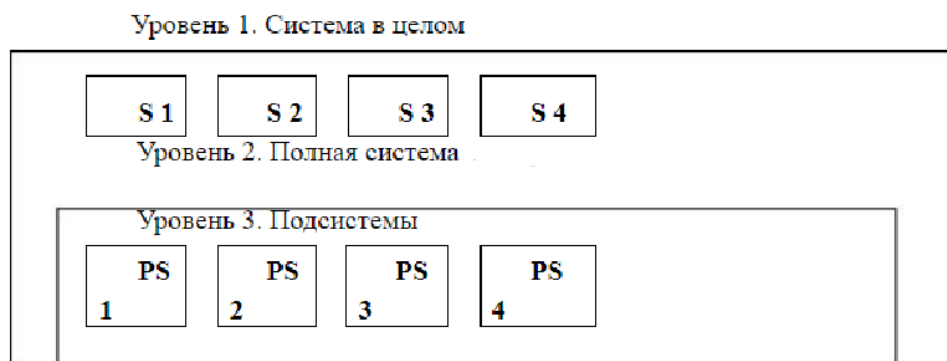 Уровень 1. Система в целом
S 1 S 2 S 3 S 4
Уровень 2. Полная система
Уровень 3. Подсистемы
PS PS PS PS
1 2 3 4